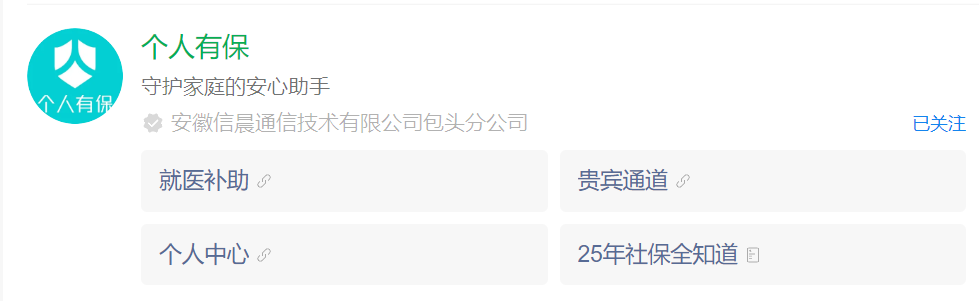 个人有保
个人有保
守护家庭的安心助手
安徽信晨通信技术有限公司包头分公司
已关注
就医补助
贵宾通道
个人中心
25年社保全知道